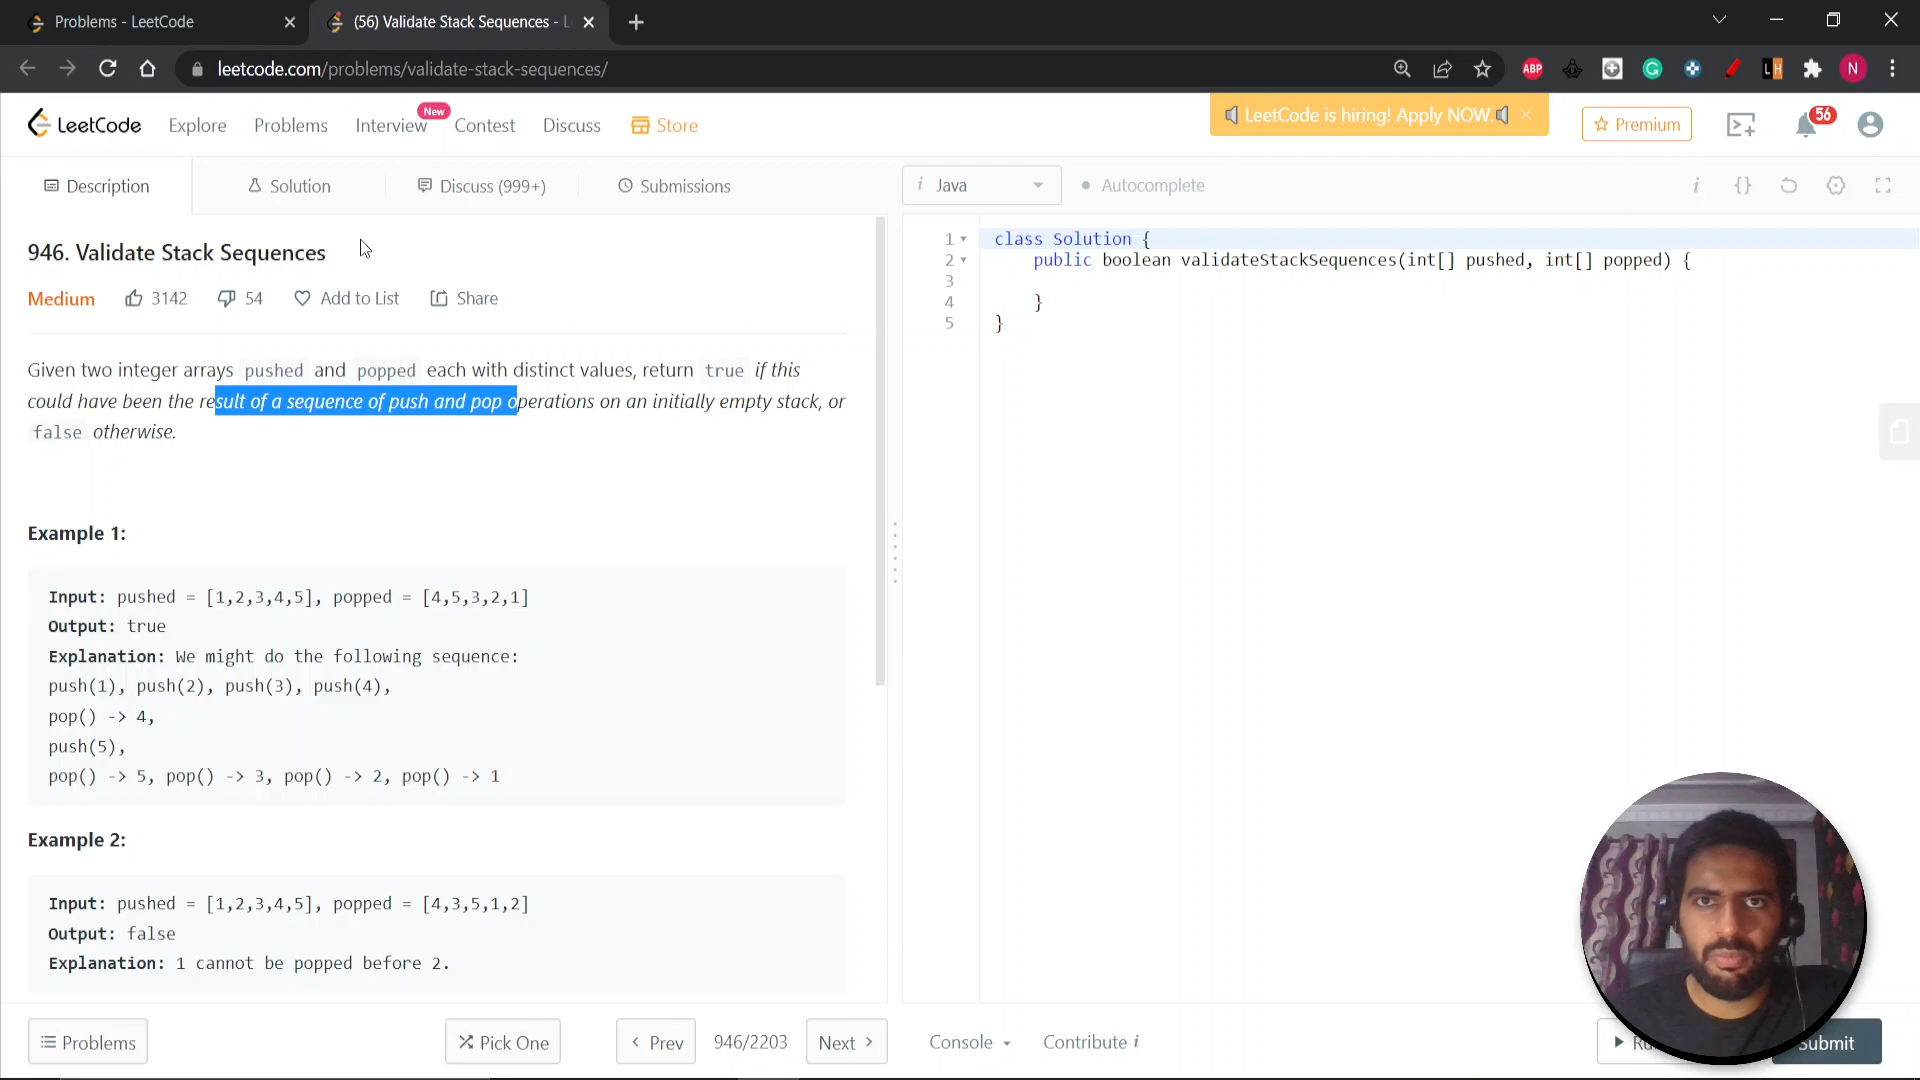 Problems - LeetCode
(56) Validate Stack Sequences -
leetcode.com/problems/validate-stack-sequences/
ABP
LH
N
LeetCode
Explore
Problems
Interview
New
Contest
Discuss
Store
LeetCode is hiring! Apply NOW.
Premium
56
Description
Solution
Discuss (999+)
Submissions
i Java
Autocomplete
i {}
946. Validate Stack Sequences
Medium
3142
54
Add to List
Share
Given two integer arrays pushed and popped each with distinct values, return true if this
could have been the result of a sequence of push and pop operations on an initially empty stack, or
false otherwise.
Example 1:
Input: pushed = [1,2,3,4,5], popped = [4,5,3,2,1]
Output: true
Explanation: We might do the following sequence:
push(1), push(2), push(3), push(4),
pop() -> 4,
push(5),
pop() -> 5, pop() -> 3, pop() -> 2, pop() -> 1
Example 2:
Input: pushed = [1,2,3,4,5], popped = [4,3,5,1,2]
Output: false
Explanation: 1 cannot be popped before 2.
1 class Solution {
2 public boolean validateStackSequences(int[] pushed, int[] popped) {
3
4 }
5 }
Problems
Pick One
Prev
946/2203
Next
Console
Contribute i
Submit